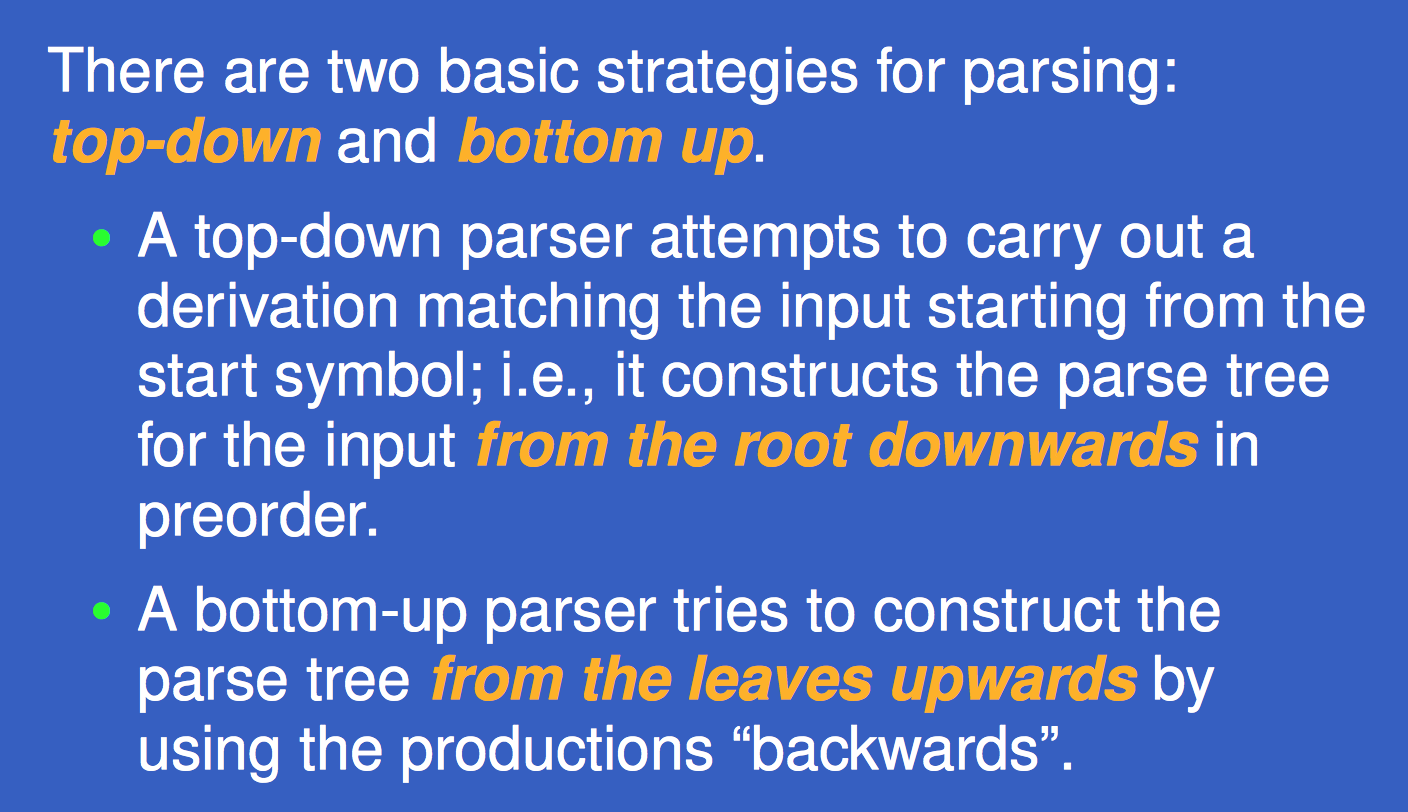 There are two basic strategies for parsing:
top-down and bottom up.
• A top-down parser attempts to carry out a
derivation matching the input starting from the
start symbol; i.e., it constructs the parse tree
for the input from the root downwards in
preorder.
• A bottom-up parser tries to construct the
parse tree from the leaves upwards by
using the productions “backwards”.